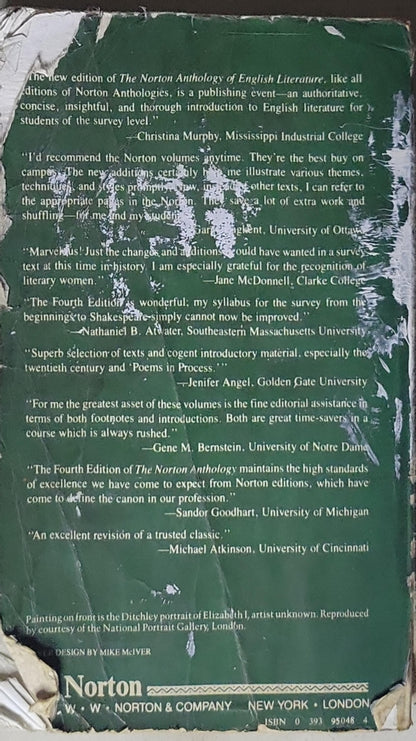 The new edition of The Norton Anthology of English Literature, like all
ditions of Norton Anthologies, is a publishing event—an authoritative,
concise, insightful, and thorough introduction to English literature for
students of the survey level."
—Christina Murphy, Mississippi Industrial College
"I'd recommend the Norton volumes anytime. They're the best buy on
campus. The new additions certainly help me illustrate various themes,
techniques, and styles promptly. Now, instead of other texts, I can refer to
the appropriate pages in the Norton. They save a lot of extra work and
shuffling—for me and my students.
University of Ottawa
"Marvelous! Just the changes and additions I could have wanted in a survey
text at this time in history. I am especially grateful for the recognition of
literary women."
—Jane McDonnell, Clarke College
"The Fourth Edition is wonderful; my syllabus for the survey from the
beginnings to Shakespeare simply cannot now be improved."
—Nathaniel B. Atwater, Southeastern Massachusetts University
"Superb selection of texts and cogent introductory material, especially the
twentieth century and 'Poems in Process.'"
—Jenifer Angel, Golden Gate University
"For me the greatest asset of these volumes is the fine editorial assistance in
terms of both footnotes and introductions. Both are great time-savers in a
course which is always rushed."
—Gene M. Bernstein, University of Notre Dame
"The Fourth Edition of The Norton Anthology maintains the high standards
of excellence we have come to expect from Norton editions, which have
come to define the canon in our profession."
—Sandor Goodhart, University of Michigan
"An excellent revision of a trusted classic."
—Michael Atkinson, University of Cincinnati
Painting on front is the Ditchley portrait of Elizabeth I, artist unknown. Reproduced
by courtesy of the National Portrait Gallery, London.
DESIGN BY MIKE McIVER
Norton
W • W • NORTON & COMPANY NEW YORK • LONDON
ISBN 0 393 95048 4